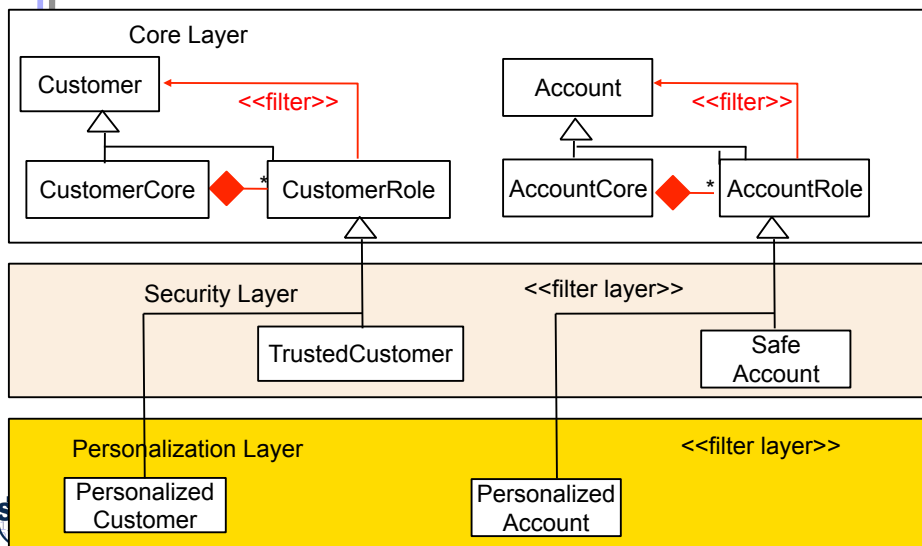 Core Layer
Customer
<<filter>>
CustomerCore
*
CustomerRole
Account
<<filter>>
AccountCore
*
AccountRole
Security Layer
<<filter layer>>
TrustedCustomer
Safe
Account
Personalization Layer
<<filter layer>>
Personalized
Customer
Personalized
Account